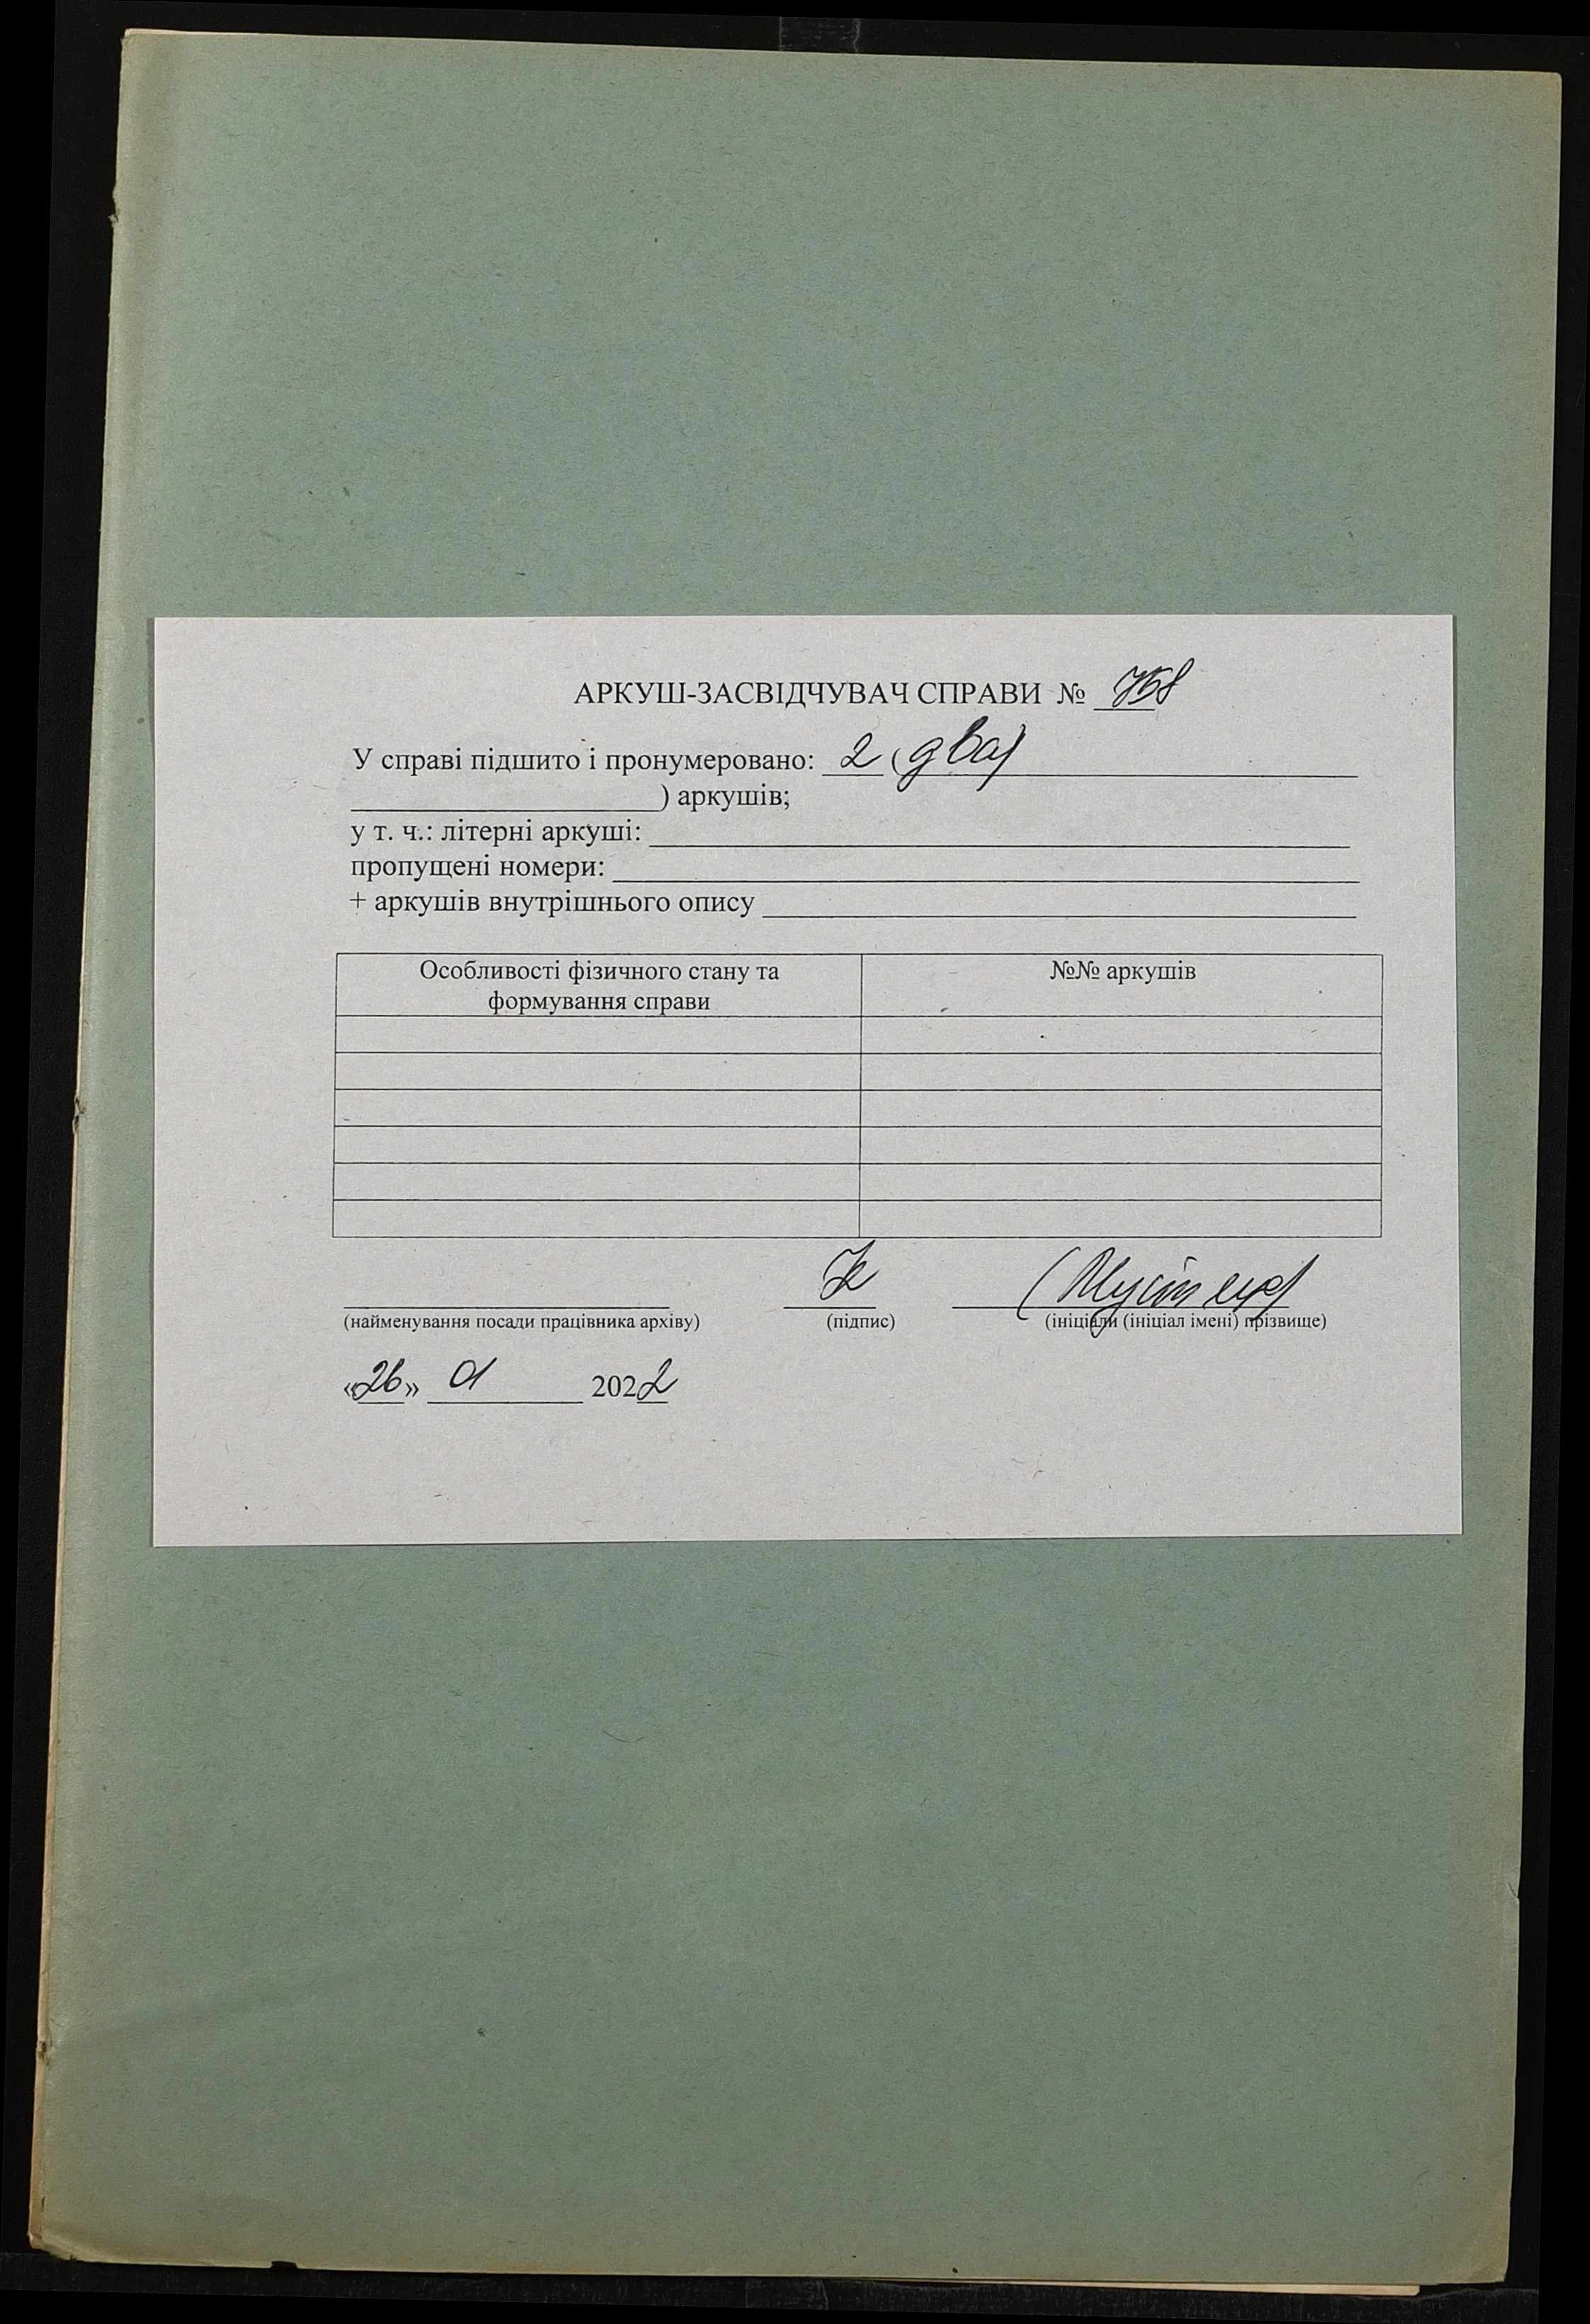 АРКУШ-ЗАСВІДЧУВАЧ СПРАВИ № 758
У справі підшито і пронумеровано: 2 (два)
) аркушів;
у т. ч.: літерні аркуші:
пропущені номери:
+ аркушів внутрішнього опису
Особливості фізичного стану та
формування справи
№№ аркушів
(найменування посади працівника архіву) (підпис) (ініціали (ініціал імені) прізвище)
«26» 01 2022